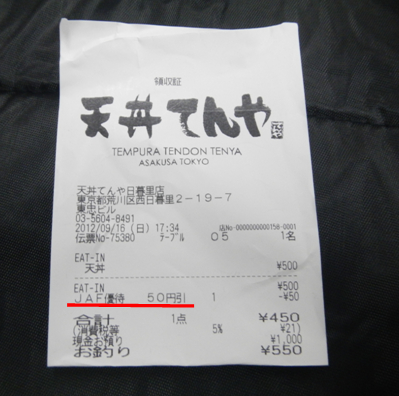 領収証
天丼てんや
TEMPURA TENDON TENYA
ASAKUSA TOKYO
天丼てんや日暮里店
東京都荒川区西日暮里2-19-7
東忠ビル
03-5604-8491
2012/09/16 (日) 17:34 店No-0000000000156-0001
伝票No-75380 テーブル 05 1名
EAT-IN
天丼 ¥500
EAT-IN ¥500
JAF優待 50円引 1 -¥50
合計 1点 ¥450
(消費税等 5% ¥21)
現金お預り ¥1,000
お釣り ¥550